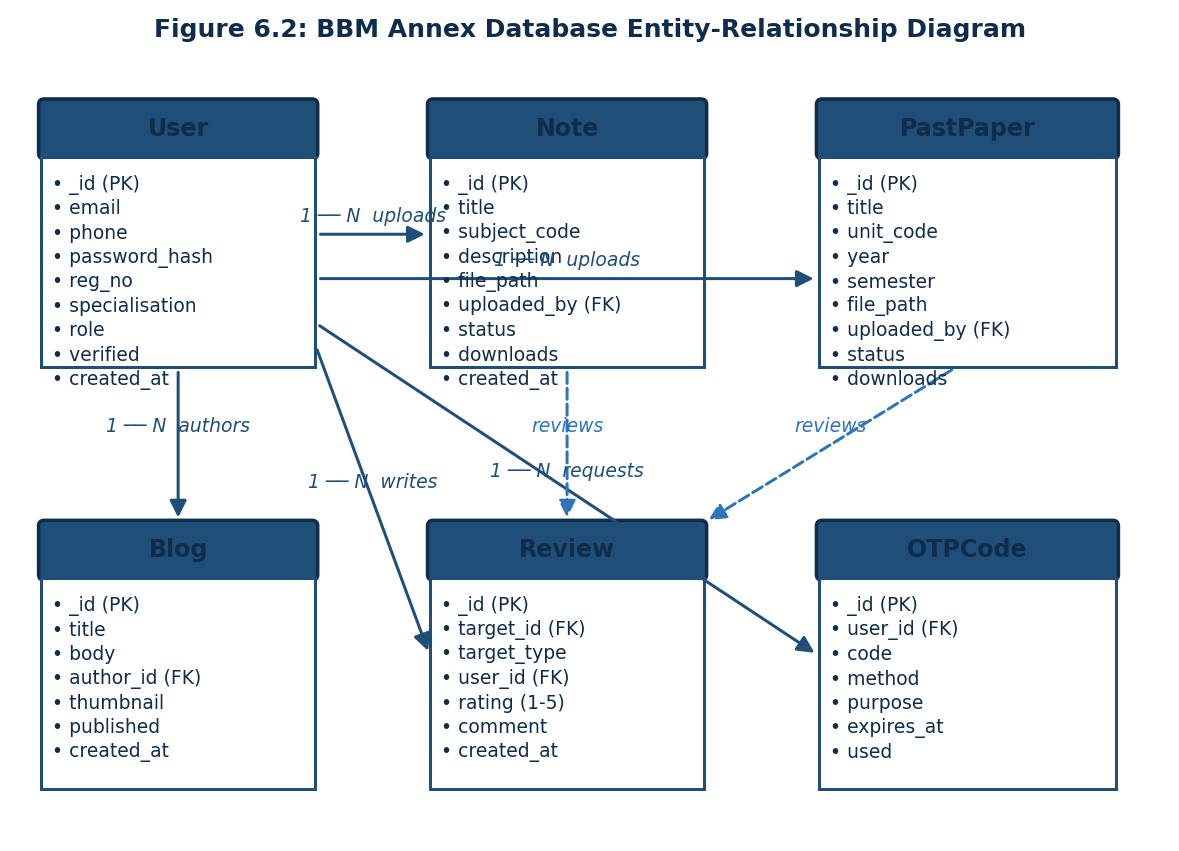 Figure 6.2: BBM Annex Database Entity-Relationship Diagram
User
• _id (PK)
• email
• phone
• password_hash
• reg_no
• specialisation
• role
• verified
• created_at
1 — N uploads
Note
• _id (PK)
• title
• subject_code
• description
• file_path
• uploaded_by (FK)
• status
• downloads
• created_at
1 — N uploads
PastPaper
• _id (PK)
• title
• unit_code
• year
• semester
• file_path
• uploaded_by (FK)
• status
• downloads
1 — N authors
reviews
reviews
1 — N requests
1 — N writes
Blog
• _id (PK)
• title
• body
• author_id (FK)
• thumbnail
• published
• created_at
Review
• _id (PK)
• target_id (FK)
• target_type
• user_id (FK)
• rating (1-5)
• comment
• created_at
OTPCode
• _id (PK)
• user_id (FK)
• code
• method
• purpose
• expires_at
• used